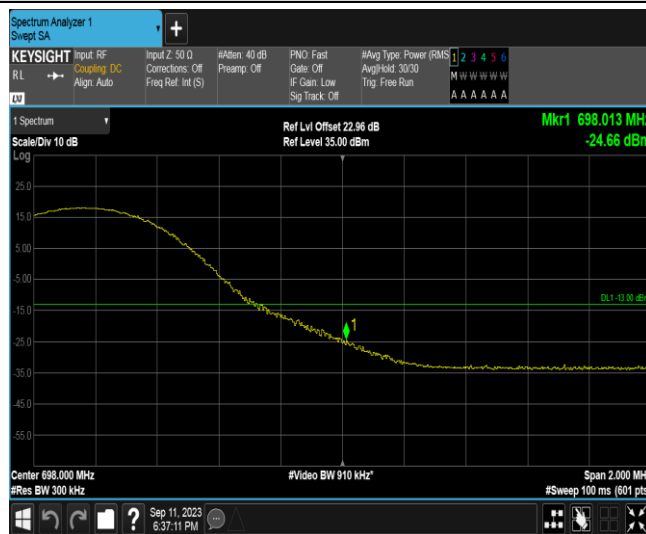 Spectrum Analyzer 1
Swept SA
+
KEYSIGHT
RL
Input: RF
Coupling: DC
Align: Auto
Input Z: 50 Ω
Corrections: Off
Freq Ref: Int (S)
#Atten: 40 dB
Preamp: Off
PNO: Fast
Gate: Off
IF Gain: Low
Sig Track: Off
#Avg Type: Power (RMS
Avg|Hold: 30/30
Trig: Free Run
1 2 3 4 5 6
M W W W W W
A A A A A A
LXI
1 Spectrum
Scale/Div 10 dB
Log
Ref Lvl Offset 22.96 dB
Ref Level 35.00 dBm
Mkr1 698.013 MHz
-24.66 dBm
25.0
15.0
5.00
-5.00
-15.0
-25.0
-35.0
-45.0
-55.0
DL1 -13.00 dBm
1
Center 698.000 MHz
#Res BW 300 kHz
#Video BW 910 kHz*
Span 2.000 MH
#Sweep 100 ms (601 pts
?
Sep 11, 2023
6:37:11 PM